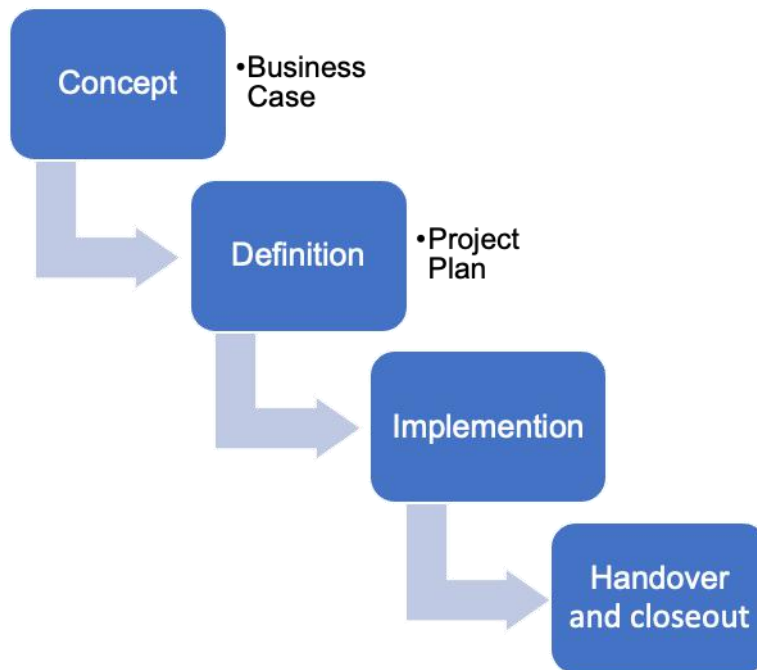 Concept
•Business
Case
Definition
•Project
Plan
Implemention
Handover
and closeout